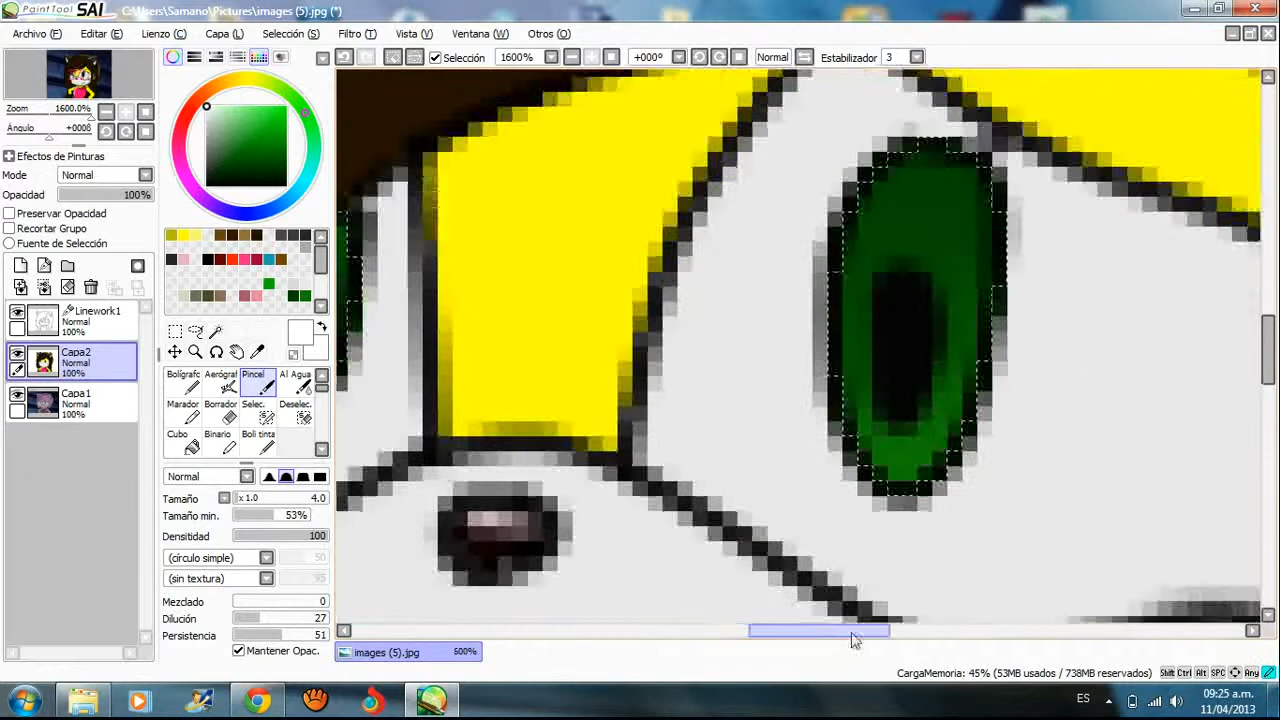 PaintTool SAI C:\Users\Samano\Pictures\images (5).jpg (*)
Archivo (F) Editar (E) Lienzo (C) Capa (L) Selección (S) Filtro (T) Vista (V) Ventana (W) Otros (O)
Selección 1600% +000° Normal Estabilizador 3
Zoom 1600.0%
Ángulo +000ß
Efectos de Pinturas
Mode Normal
Opacidad 100%
Preservar Opacidad
Recortar Grupo
Fuente de Selección
Linework1
Normal
100%
Capa2
Normal
100%
Capa1
Normal
100%
Bolígrafc Aerógraf Pincel Al Agua
Marador Borrador Selec. Deselec.
Cubo Binario Boli tinta
Normal
Tamaño x 1.0 4.0
Tamaño min. 53%
Densitidad 100
(círculo simple) 50
(sin textura) 95
Mezclado 0
Dilución 27
Persistencia 51
Mantener Opac.
images (5).jpg 500%
CargaMemoria: 45% (53MB usados / 738MB reservados) Shift Ctrl Alt SPC Any
ES 09:25 a.m.
11/04/2013